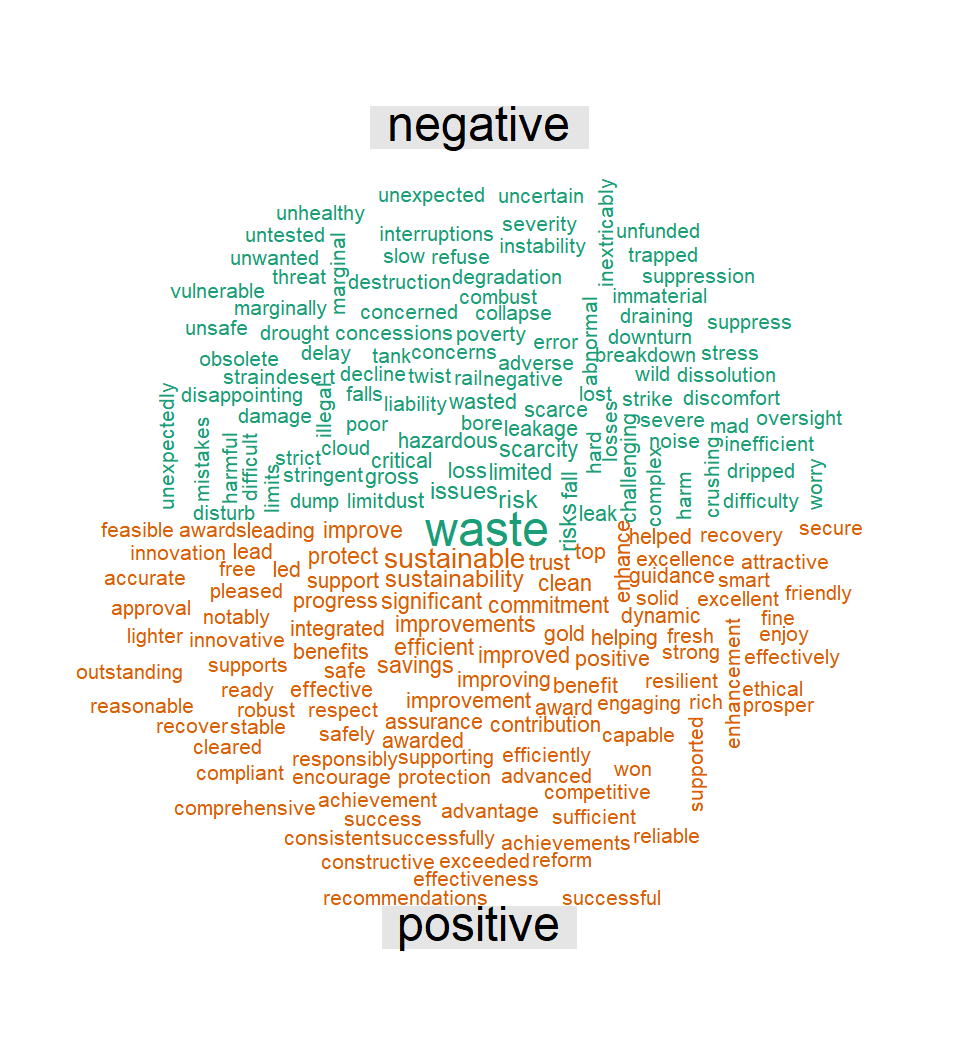 negative
unexpected uncertain
unhealthy severity inextricably
untested interruptions instability unfunded
unwanted marginal slow refuse trapped
threat destruction degradation suppression
vulnerable combust immaterial
marginally concerned collapse draining
unsafe drought concessions poverty error abnormal downturn suppress
obsolete delay tank concerns adverse breakdown stress
strain desert decline twist rail negative wild dissolution
disappointing illegal falls liability wasted scarce lost strike discomfort
unexpectedly damage poor bore leakage losses severe mad oversight
mistakes harmful difficult cloud hazardous scarcity hard challenging noise inefficient
limits strict critical loss limited complex crushing dripped worry
stringent gross issues fall harm
disturb dump limit dust risk risks leak difficulty
waste
feasible awards leading improve helped recovery secure
innovation lead protect sustainable trust top enhance excellence attractive
accurate free led support sustainability clean guidance smart
pleased progress significant commitment solid excellent friendly
approval notably integrated improvements dynamic fine
lighter innovative benefits efficient gold helping fresh enjoy
outstanding supports safe savings improved positive strong effectively
ready effective improving benefit resilient enhancement ethical
reasonable robust respect improvement award engaging rich prosper
recover stable safely assurance contribution capable
cleared awarded supported
responsibly supporting efficiently
compliant encourage protection advanced won
comprehensive achievement advantage competitive
success sufficient
consistent successfully achievements reliable
constructive exceeded reform
effectiveness
recommendations successful
positive